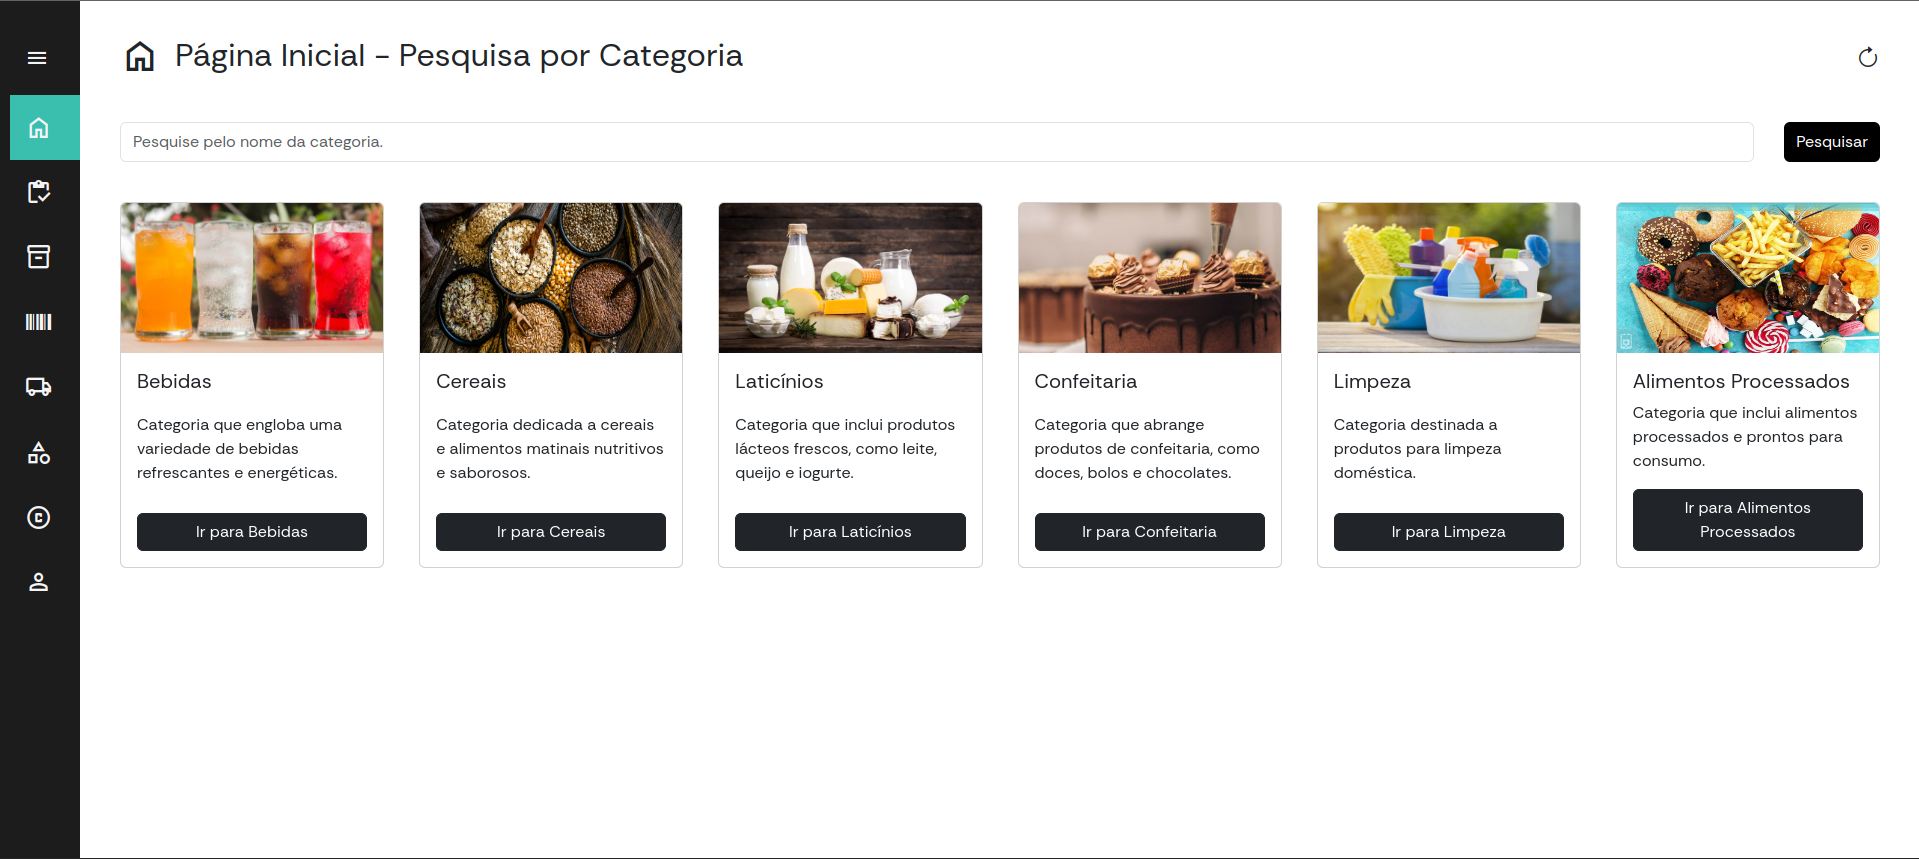 Página Inicial - Pesquisa por Categoria
Pesquise pelo nome da categoria.
Pesquisar
Bebidas
Categoria que engloba uma
variedade de bebidas
refrescantes e energéticas.
Ir para Bebidas
Cereais
Categoria dedicada a cereais
e alimentos matinais nutritivos
e saborosos.
Ir para Cereais
Laticínios
Categoria que inclui produtos
lácteos frescos, como leite,
queijo e iogurte.
Ir para Laticínios
Confeitaria
Categoria que abrange
produtos de confeitaria, como
doces, bolos e chocolates.
Ir para Confeitaria
Limpeza
Categoria destinada a
produtos para limpeza
doméstica.
Ir para Limpeza
Alimentos Processados
Categoria que inclui alimentos
processados e prontos para
consumo.
Ir para Alimentos
Processados